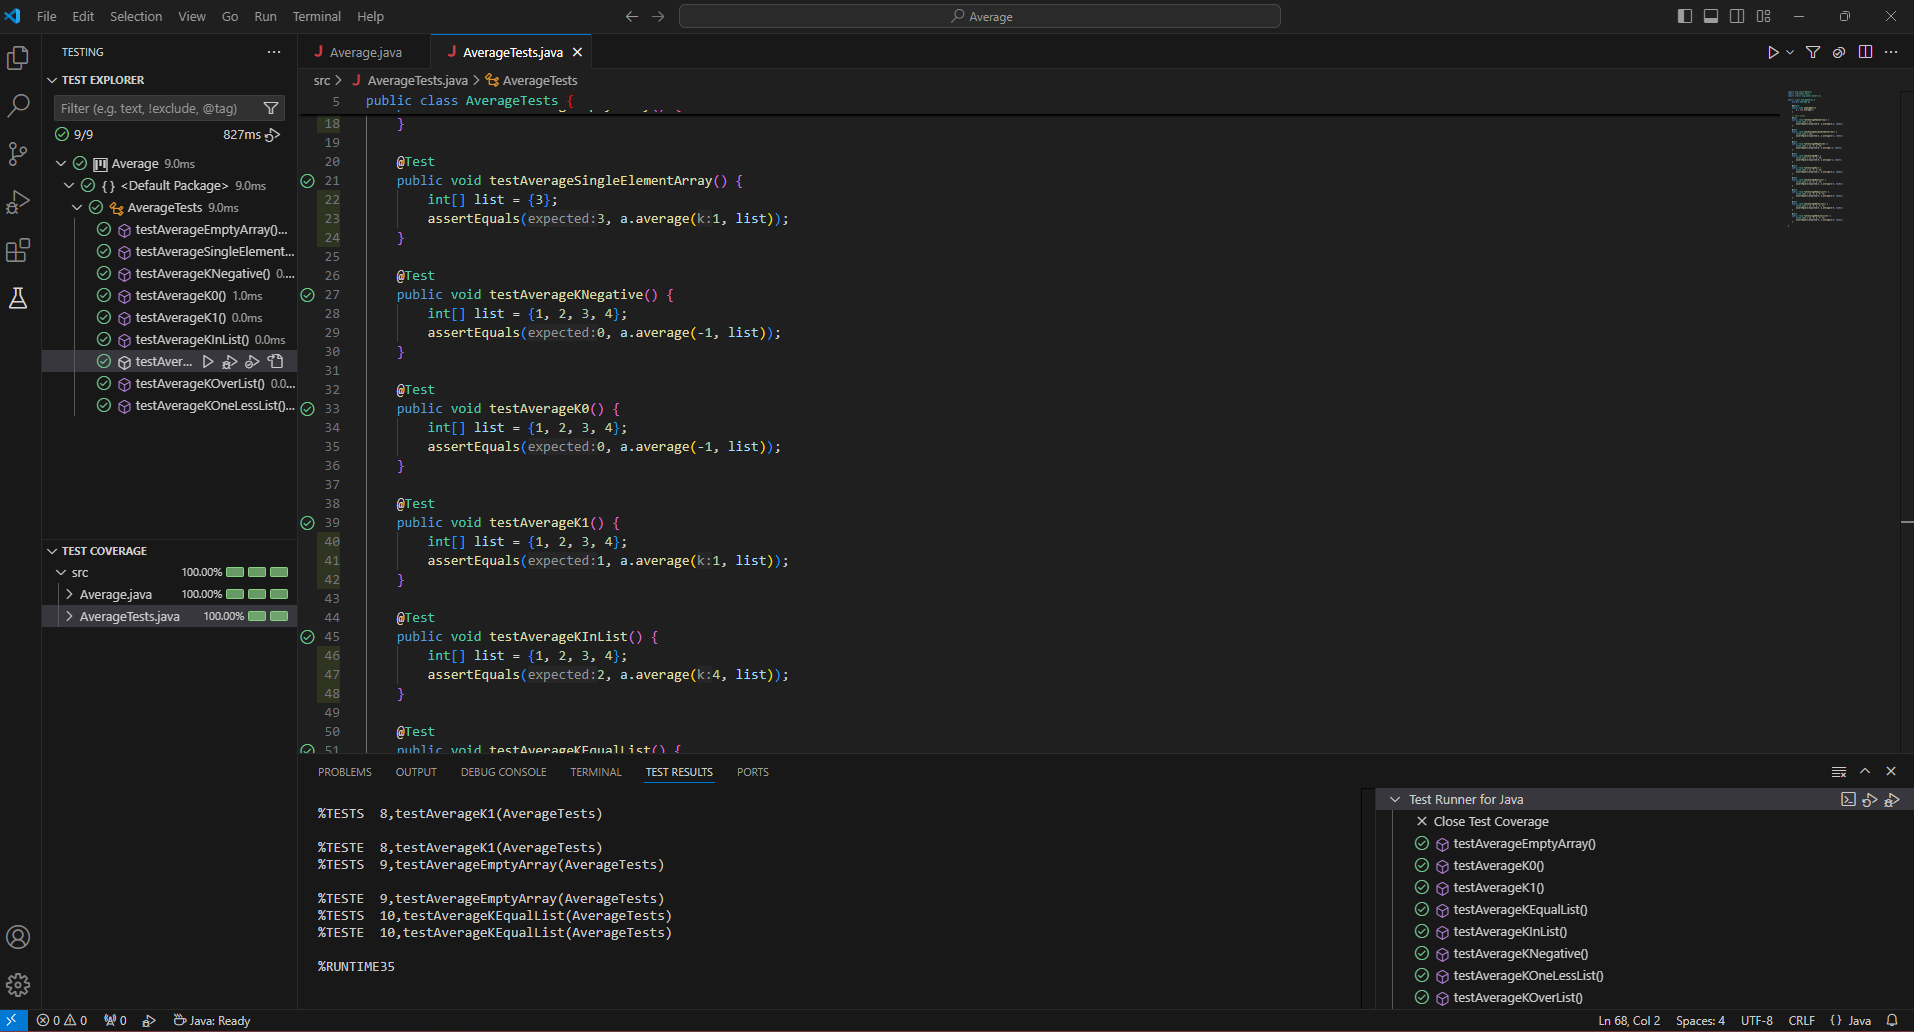 File Edit Selection View Go Run Terminal Help
Average
TESTING
TEST EXPLORER
Filter (e.g. text, !exclude, @tag)
9/9 827ms
Average 9.0ms
{ } <Default Package> 9.0ms
AverageTests 9.0ms
testAverageEmptyArray()...
testAverageSingleElement...
testAverageKNegative() 0....
testAverageK0() 1.0ms
testAverageK1() 0.0ms
testAverageKInList() 0.0ms
testAver...
testAverageKOverList() 0.0...
testAverageKOneLessList()...
TEST COVERAGE
src 100.00%
Average.java 100.00%
AverageTests.java 100.00%
J Average.java J AverageTests.java
src > J AverageTests.java > AverageTests
5 public class AverageTests {
18 }
19
20 @Test
21 public void testAverageSingleElementArray() {
22 int[] list = {3};
23 assertEquals(expected:3, a.average(k:1, list));
24 }
25
26 @Test
27 public void testAverageKNegative() {
28 int[] list = {1, 2, 3, 4};
29 assertEquals(expected:0, a.average(-1, list));
30 }
31
32 @Test
33 public void testAverageK0() {
34 int[] list = {1, 2, 3, 4};
35 assertEquals(expected:0, a.average(-1, list));
36 }
37
38 @Test
39 public void testAverageK1() {
40 int[] list = {1, 2, 3, 4};
41 assertEquals(expected:1, a.average(k:1, list));
42 }
43
44 @Test
45 public void testAverageKInList() {
46 int[] list = {1, 2, 3, 4};
47 assertEquals(expected:2, a.average(k:4, list));
48 }
49
50 @Test
51 public void testAverageKEqualList() {
PROBLEMS OUTPUT DEBUG CONSOLE TERMINAL TEST RESULTS PORTS
%TESTS 8,testAverageK1(AverageTests)
%TESTE 8,testAverageK1(AverageTests)
%TESTS 9,testAverageEmptyArray(AverageTests)
%TESTE 9,testAverageEmptyArray(AverageTests)
%TESTS 10,testAverageKEqualList(AverageTests)
%TESTE 10,testAverageKEqualList(AverageTests)
%RUNTIME35
Test Runner for Java
Close Test Coverage
testAverageEmptyArray()
testAverageK0()
testAverageK1()
testAverageKEqualList()
testAverageKInList()
testAverageKNegative()
testAverageKOneLessList()
testAverageKOverList()
0 0 0 Java: Ready
Ln 68, Col 2 Spaces: 4 UTF-8 CRLF { } Java